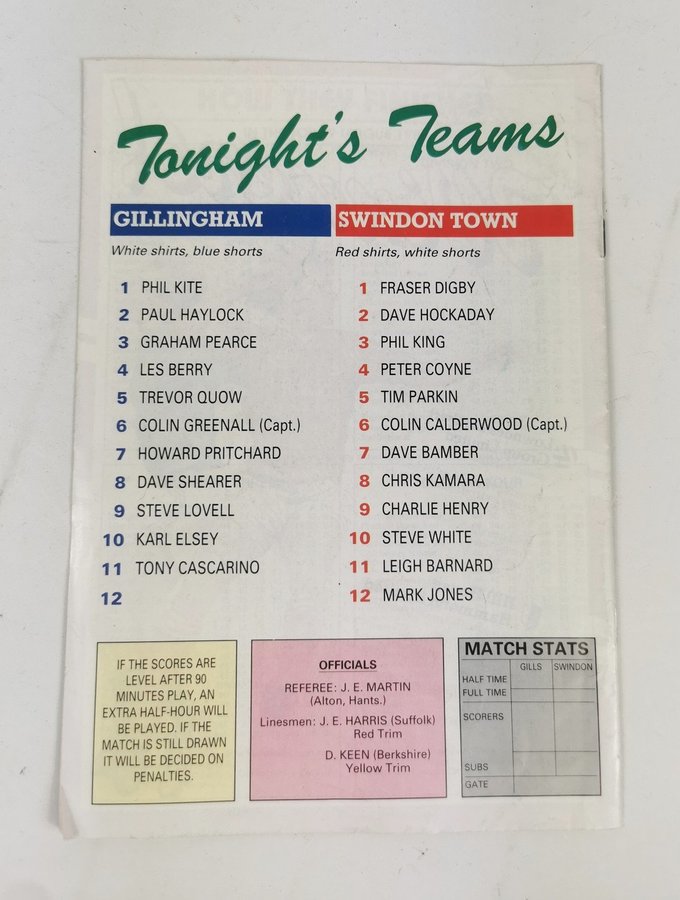 Tonight's Teams
GILLINGHAM
White shirts, blue shorts
1 PHIL KITE
2 PAUL HAYLOCK
3 GRAHAM PEARCE
4 LES BERRY
5 TREVOR QUOW
6 COLIN GREENALL (Capt.)
7 HOWARD PRITCHARD
8 DAVE SHEARER
9 STEVE LOVELL
10 KARL ELSEY
11 TONY CASCARINO
12
SWINDON TOWN
Red shirts, white shorts
1 FRASER DIGBY
2 DAVE HOCKADAY
3 PHIL KING
4 PETER COYNE
5 TIM PARKIN
6 COLIN CALDERWOOD (Capt.)
7 DAVE BAMBER
8 CHRIS KAMARA
9 CHARLIE HENRY
10 STEVE WHITE
11 LEIGH BARNARD
12 MARK JONES
IF THE SCORES ARE
LEVEL AFTER 90
MINUTES PLAY, AN
EXTRA HALF-HOUR WILL
BE PLAYED. IF THE
MATCH IS STILL DRAWN
IT WILL BE DECIDED ON
PENALTIES.
OFFICIALS
REFEREE: J. E. MARTIN
(Alton, Hants.)
Linesmen: J. E. HARRIS (Suffolk)
Red Trim
D. KEEN (Berkshire)
Yellow Trim
MATCH STATS
GILLS SWINDON
HALF TIME
FULL TIME
SCORERS
SUBS
GATE